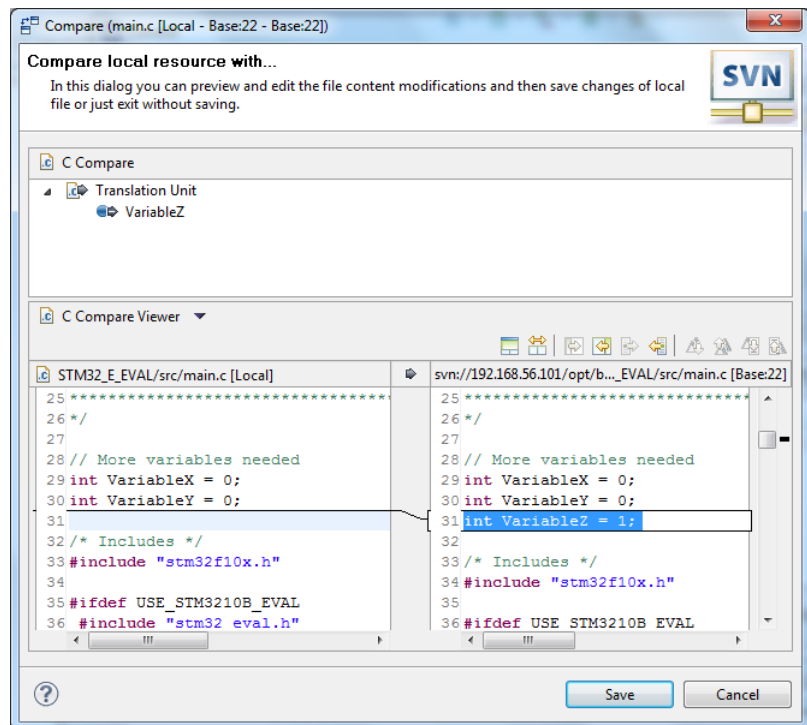 Compare (main.c [Local - Base:22 - Base:22])
Compare local resource with...
In this dialog you can preview and edit the file content modifications and then save changes of local
file or just exit without saving.
SVN
C Compare
Translation Unit
VariableZ
C Compare Viewer
STM32_E_EVAL/src/main.c [Local]
svn://192.168.56.101/opt/b..._EVAL/src/main.c [Base:22]
25 **********************************
26 */
27
28 // More variables needed
29 int VariableX = 0;
30 int VariableY = 0;
31
32 /* Includes */
33 #include "stm32f10x.h"
34
35 #ifdef USE_STM3210B_EVAL
36 #include "stm32_eval.h"
25 ******************************
26 */
27
28 // More variables needed
29 int VariableX = 0;
30 int VariableY = 0;
31 int VariableZ = 1;
32
33 /* Includes */
34 #include "stm32f10x.h"
35
36 #ifdef USE_STM3210B_EVAL
Save
Cancel